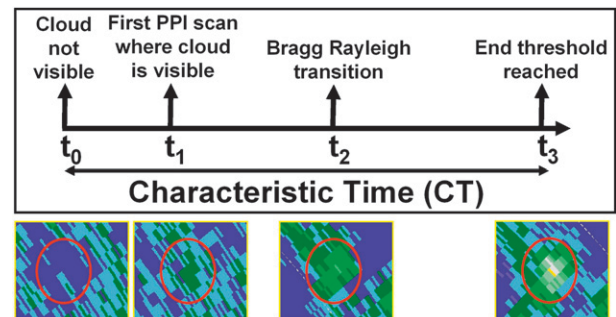 Cloud
not
visible
First PPI scan
where cloud
is visible
Bragg Rayleigh
transition
End threshold
reached
t0
t1
t2
t3
Characteristic Time (CT)